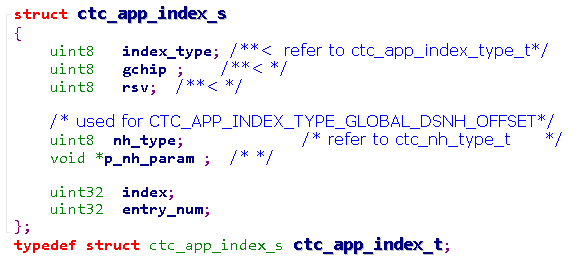 struct ctc_app_index_s
{
uint8 index_type; /**< refer to ctc_app_index_type_t*/
uint8 gchip ; /**< */
uint8 rsv; /**< */
/* used for CTC_APP_INDEX_TYPE_GLOBAL_DSNH_OFFSET*/
uint8 nh_type; /* refer to ctc_nh_type_t */
void *p_nh_param ; /* */
uint32 index;
uint32 entry_num;
};
typedef struct ctc_app_index_s ctc_app_index_t;